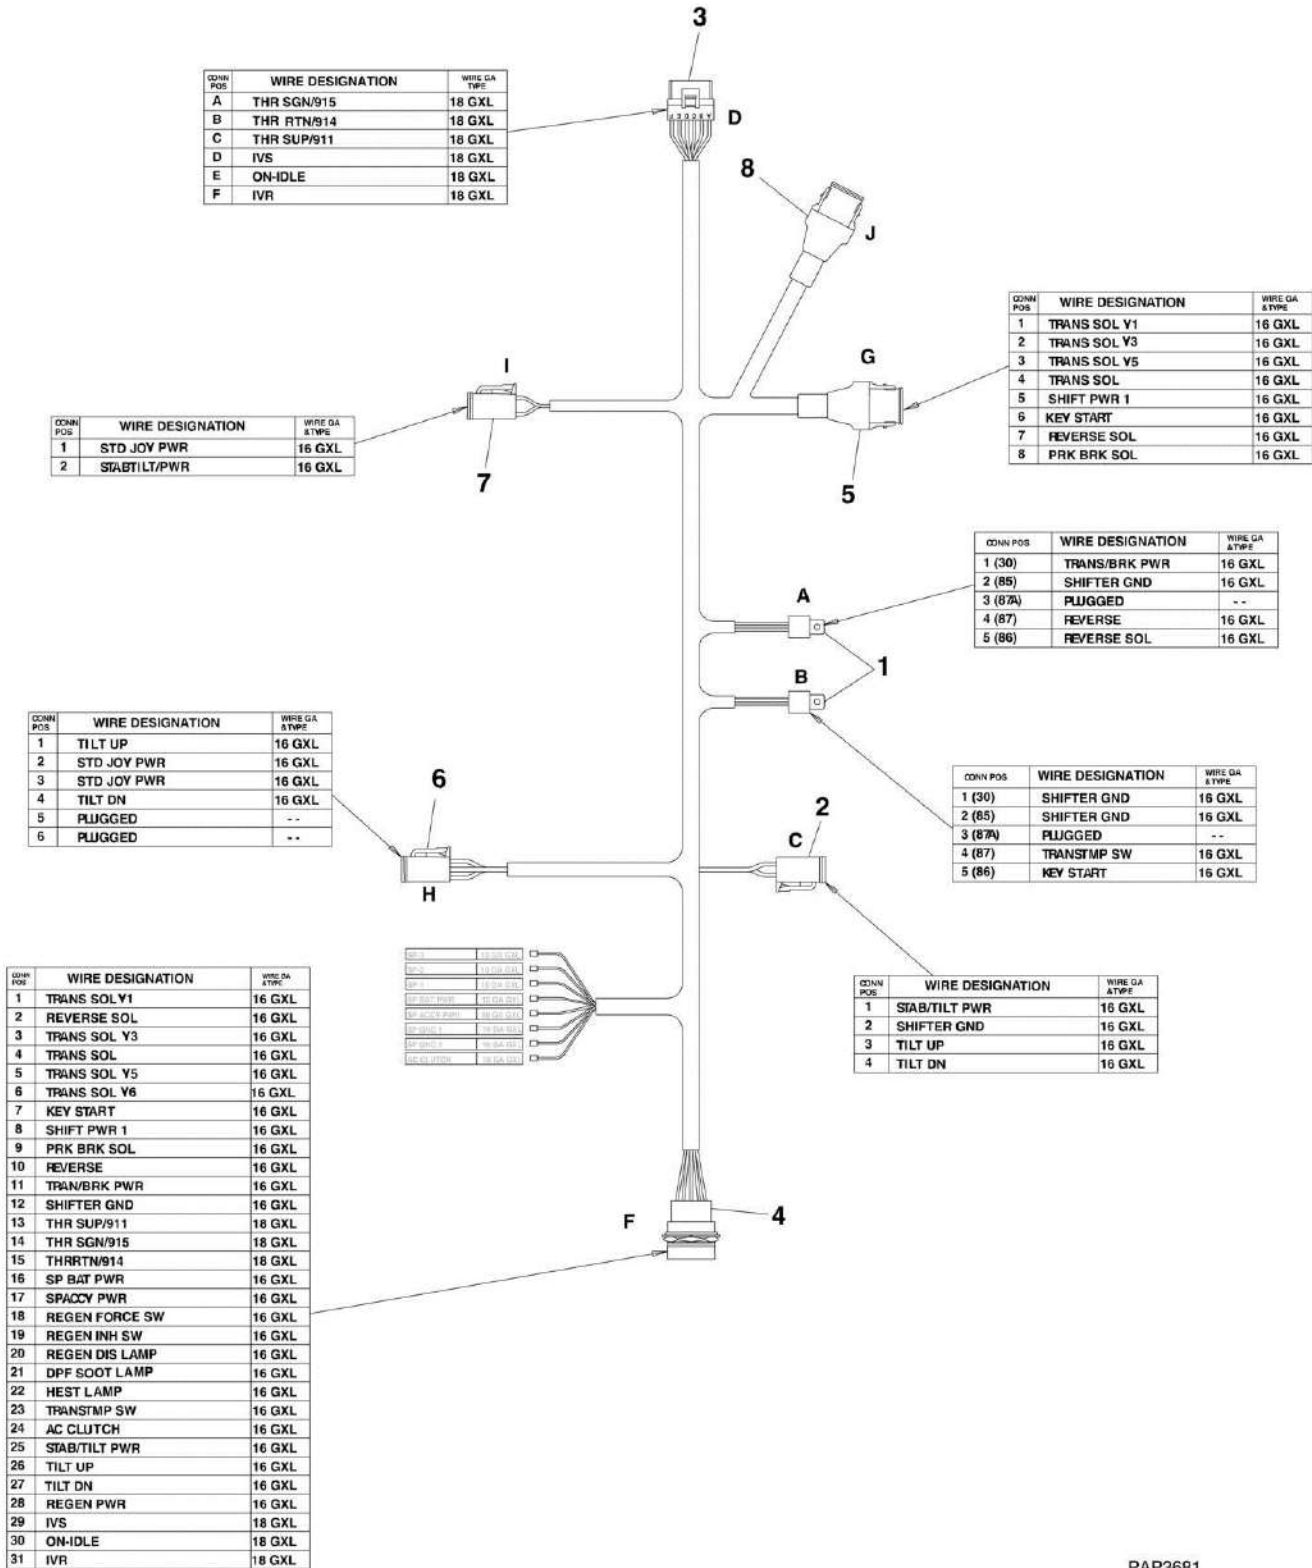 3
CONN POS WIRE DESIGNATION WIRE GA TYPE
A THR SGN/915 18 GXL
B THR RTN/914 18 GXL
C THR SUP/911 18 GXL
D IVS 18 GXL
E ON-IDLE 18 GXL
F IVR 18 GXL
D
8
J
CONN POS WIRE DESIGNATION WIRE GA &TYPE
1 TRANS SOL Y1 16 GXL
2 TRANS SOL Y3 16 GXL
3 TRANS SOL Y5 16 GXL
4 TRANS SOL 16 GXL
5 SHIFT PWR 1 16 GXL
6 KEY START 16 GXL
7 REVERSE SOL 16 GXL
8 PRK BRK SOL 16 GXL
G
5
I
7
CONN POS WIRE DESIGNATION WIRE GA &TYPE
1 STD JOY PWR 16 GXL
2 STABTILT/PWR 16 GXL
CONN POS WIRE DESIGNATION WIRE GA &TYPE
1 (30) TRANS/BRK PWR 16 GXL
2 (85) SHIFTER GND 16 GXL
3 (87A) PLUGGED --
4 (87) REVERSE 16 GXL
5 (86) REVERSE SOL 16 GXL
A
1
B
CONN POS WIRE DESIGNATION WIRE GA &TYPE
1 TILT UP 16 GXL
2 STD JOY PWR 16 GXL
3 STD JOY PWR 16 GXL
4 TILT DN 16 GXL
5 PLUGGED --
6 PLUGGED --
6
H
CONN POS WIRE DESIGNATION WIRE GA &TYPE
1 (30) SHIFTER GND 16 GXL
2 (85) SHIFTER GND 16 GXL
3 (87A) PLUGGED --
4 (87) TRANSTMP SW 16 GXL
5 (86) KEY START 16 GXL
2
C
CONN POS WIRE DESIGNATION WIRE GA &TYPE
1 STAB/TILT PWR 16 GXL
2 SHIFTER GND 16 GXL
3 TILT UP 16 GXL
4 TILT DN 16 GXL
SP BAT PWR
AC CLUTCH
CONN POS WIRE DESIGNATION WIRE GA &TYPE
1 TRANS SOL Y1 16 GXL
2 REVERSE SOL 16 GXL
3 TRANS SOL Y3 16 GXL
4 TRANS SOL 16 GXL
5 TRANS SOL Y5 16 GXL
6 TRANS SOL Y6 16 GXL
7 KEY START 16 GXL
8 SHIFT PWR 1 16 GXL
9 PRK BRK SOL 16 GXL
10 REVERSE 16 GXL
11 TRAN/BRK PWR 16 GXL
12 SHIFTER GND 16 GXL
13 THR SUP/911 18 GXL
14 THR SGN/915 18 GXL
15 THRRTN/914 18 GXL
16 SP BAT PWR 16 GXL
17 SPACCY PWR 16 GXL
18 REGEN FORCE SW 16 GXL
19 REGEN INH SW 16 GXL
20 REGEN DIS LAMP 16 GXL
21 DPF SOOT LAMP 16 GXL
22 HEST LAMP 16 GXL
23 TRANSTMP SW 16 GXL
24 AC CLUTCH 16 GXL
25 STAB/TILT PWR 16 GXL
26 TILT UP 16 GXL
27 TILT DN 16 GXL
28 REGEN PWR 16 GXL
29 IVS 18 GXL
30 ON-IDLE 18 GXL
31 IVR 18 GXL
F
4